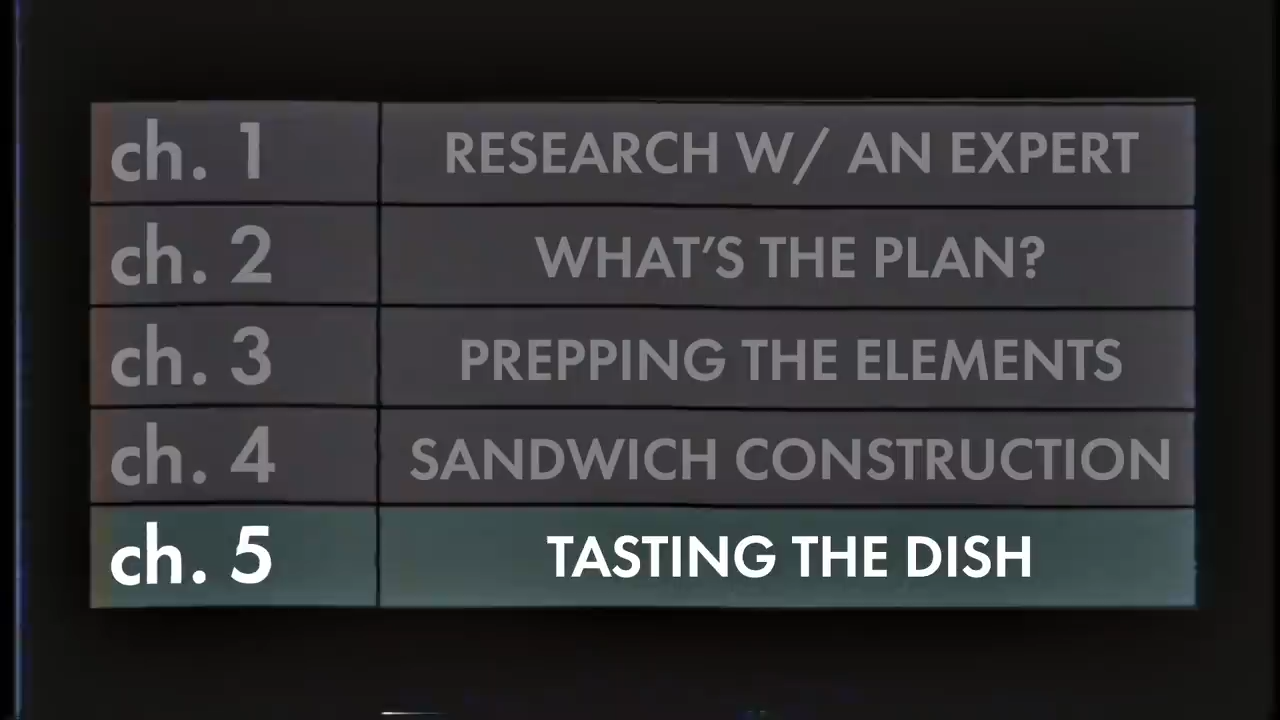 ch. 1 RESEARCH W/ AN EXPERT
ch. 2 WHAT'S THE PLAN?
ch. 3 PREPPING THE ELEMENTS
ch. 4 SANDWICH CONSTRUCTION
ch. 5 TASTING THE DISH